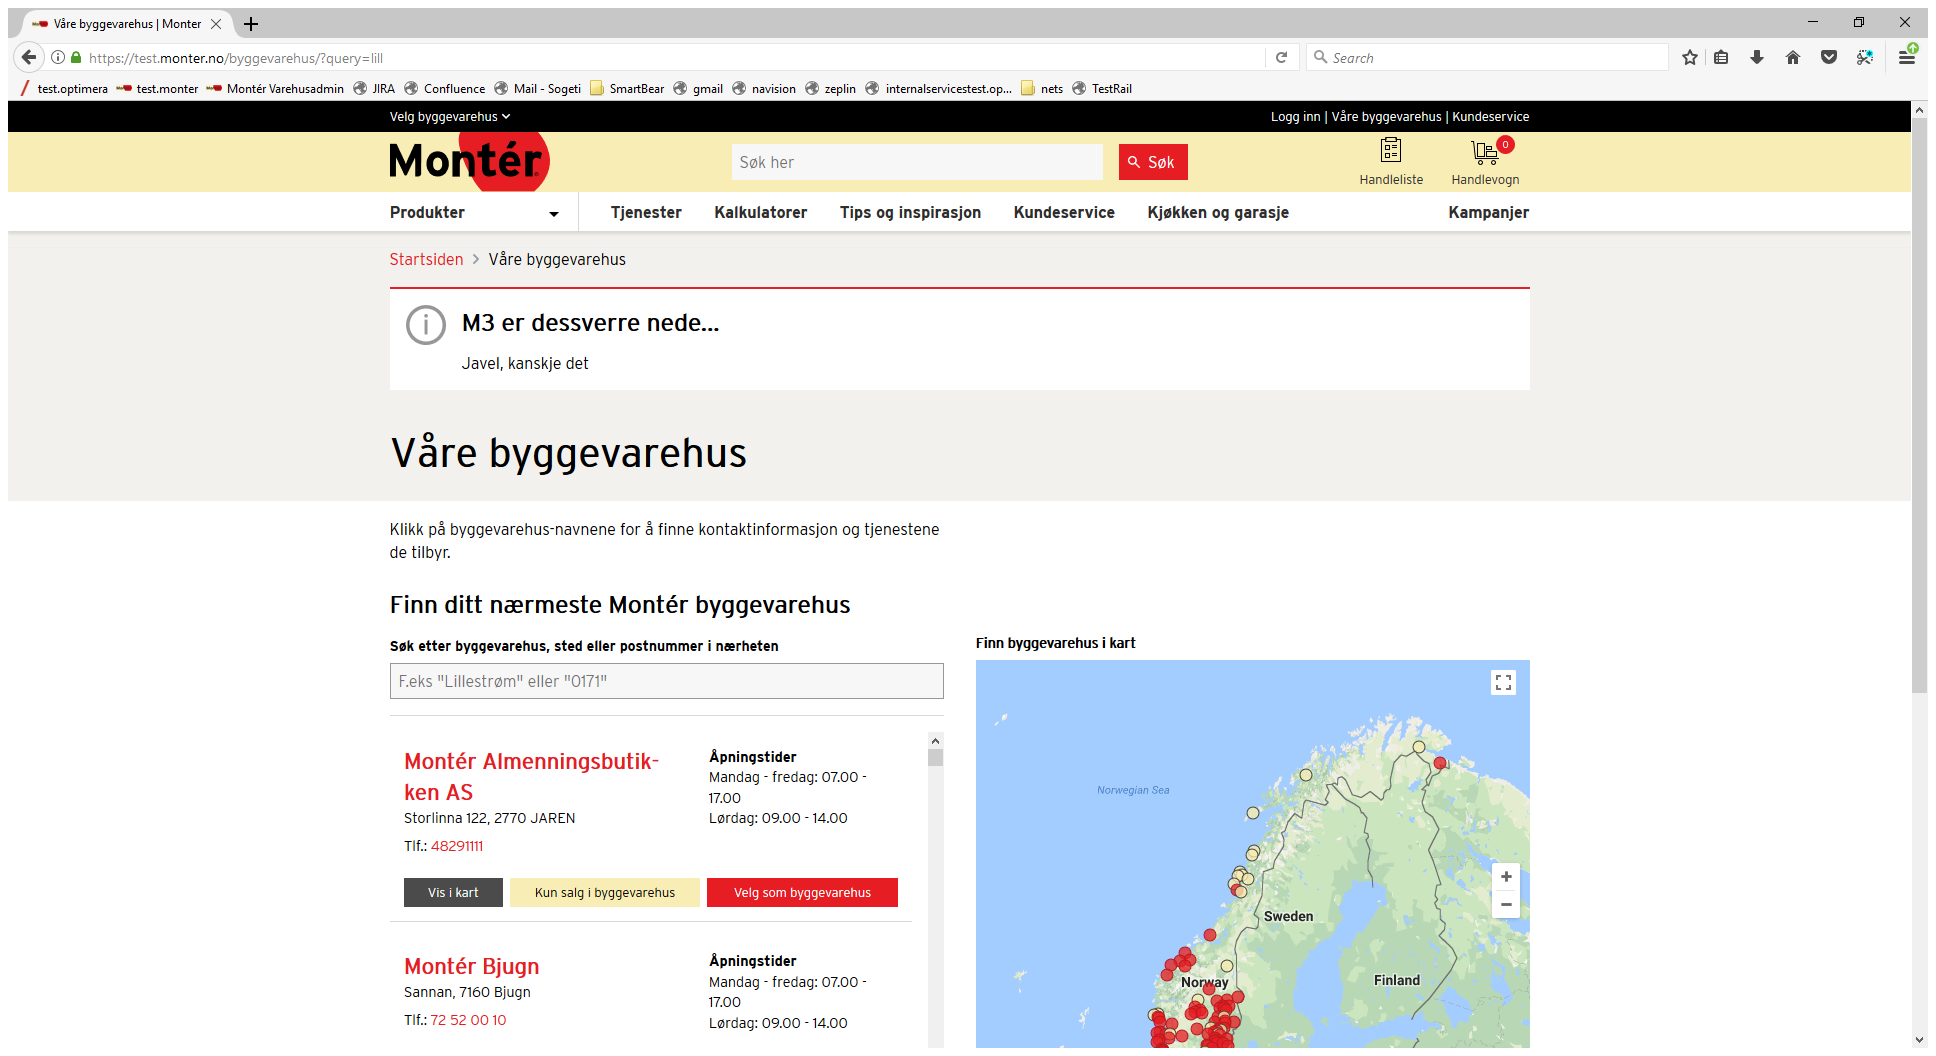 Våre byggevarehus | Monter
https://test.monter.no/byggevarehus/?query=lill
Search
test.optimera
test.monter
Montér Varehusadmin
JIRA
Confluence
Mail - Sogeti
SmartBear
gmail
navision
zeplin
internalservicestest.op...
nets
TestRail
Velg byggevarehus
Logg inn | Våre byggevarehus | Kundeservice
Montér
Søk her
Søk
Handleliste
0
Handlevogn
Produkter
Tjenester
Kalkulatorer
Tips og inspirasjon
Kundeservice
Kjøkken og garasje
Kampanjer
Startsiden > Våre byggevarehus
M3 er dessverre nede...
Javel, kanskje det
Våre byggevarehus
Klikk på byggevarehus-navnene for å finne kontaktinformasjon og tjenestene
de tilbyr.
Finn ditt nærmeste Montér byggevarehus
Søk etter byggevarehus, sted eller postnummer i nærheten
F.eks "Lillestrøm" eller "0171"
Montér Almenningsbutik-
ken AS
Storlinna 122, 2770 JAREN
Tlf.: 48291111
Åpningstider
Mandag - fredag: 07.00 -
17.00
Lørdag: 09.00 - 14.00
Vis i kart
Kun salg i byggevarehus
Velg som byggevarehus
Montér Bjugn
Sannan, 7160 Bjugn
Tlf.: 72 52 00 10
Åpningstider
Mandag - fredag: 07.00 -
17.00
Lørdag: 09.00 - 14.00
Finn byggevarehus i kart
Norwegian Sea
Sweden
Norway
Finland